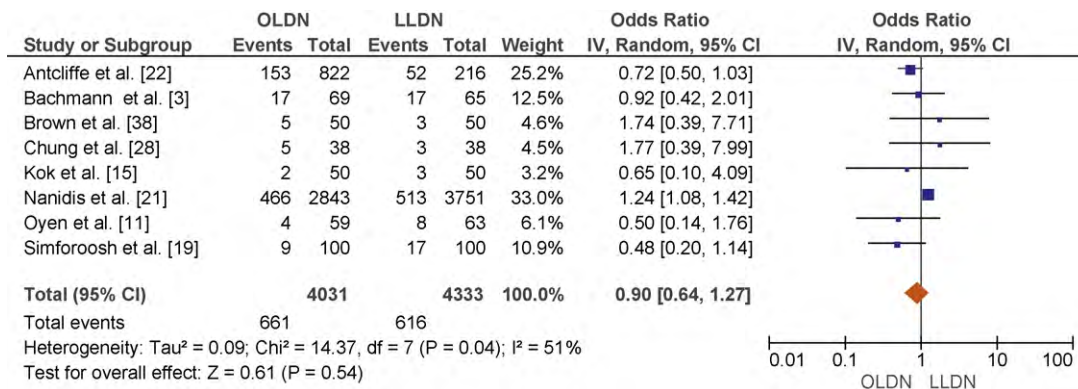 OLDN LLDN Odds Ratio Odds Ratio
Study or Subgroup Events Total Events Total Weight IV, Random, 95% CI IV, Random, 95% CI
Antcliffe et al. [22] 153 822 52 216 25.2% 0.72 [0.50, 1.03]
Bachmann et al. [3] 17 69 17 65 12.5% 0.92 [0.42, 2.01]
Brown et al. [38] 5 50 3 50 4.6% 1.74 [0.39, 7.71]
Chung et al. [28] 5 38 3 38 4.5% 1.77 [0.39, 7.99]
Kok et al. [15] 2 50 3 50 3.2% 0.65 [0.10, 4.09]
Nanidis et al. [21] 466 2843 513 3751 33.0% 1.24 [1.08, 1.42]
Oyen et al. [11] 4 59 8 63 6.1% 0.50 [0.14, 1.76]
Simforoosh et al. [19] 9 100 17 100 10.9% 0.48 [0.20, 1.14]
Total (95% CI) 4031 4333 100.0% 0.90 [0.64, 1.27]
Total events 661 616
Heterogeneity: Tau² = 0.09; Chi² = 14.37, df = 7 (P = 0.04); I² = 51%
Test for overall effect: Z = 0.61 (P = 0.54)
0.01 0.1 1 10 100
OLDN LLDN